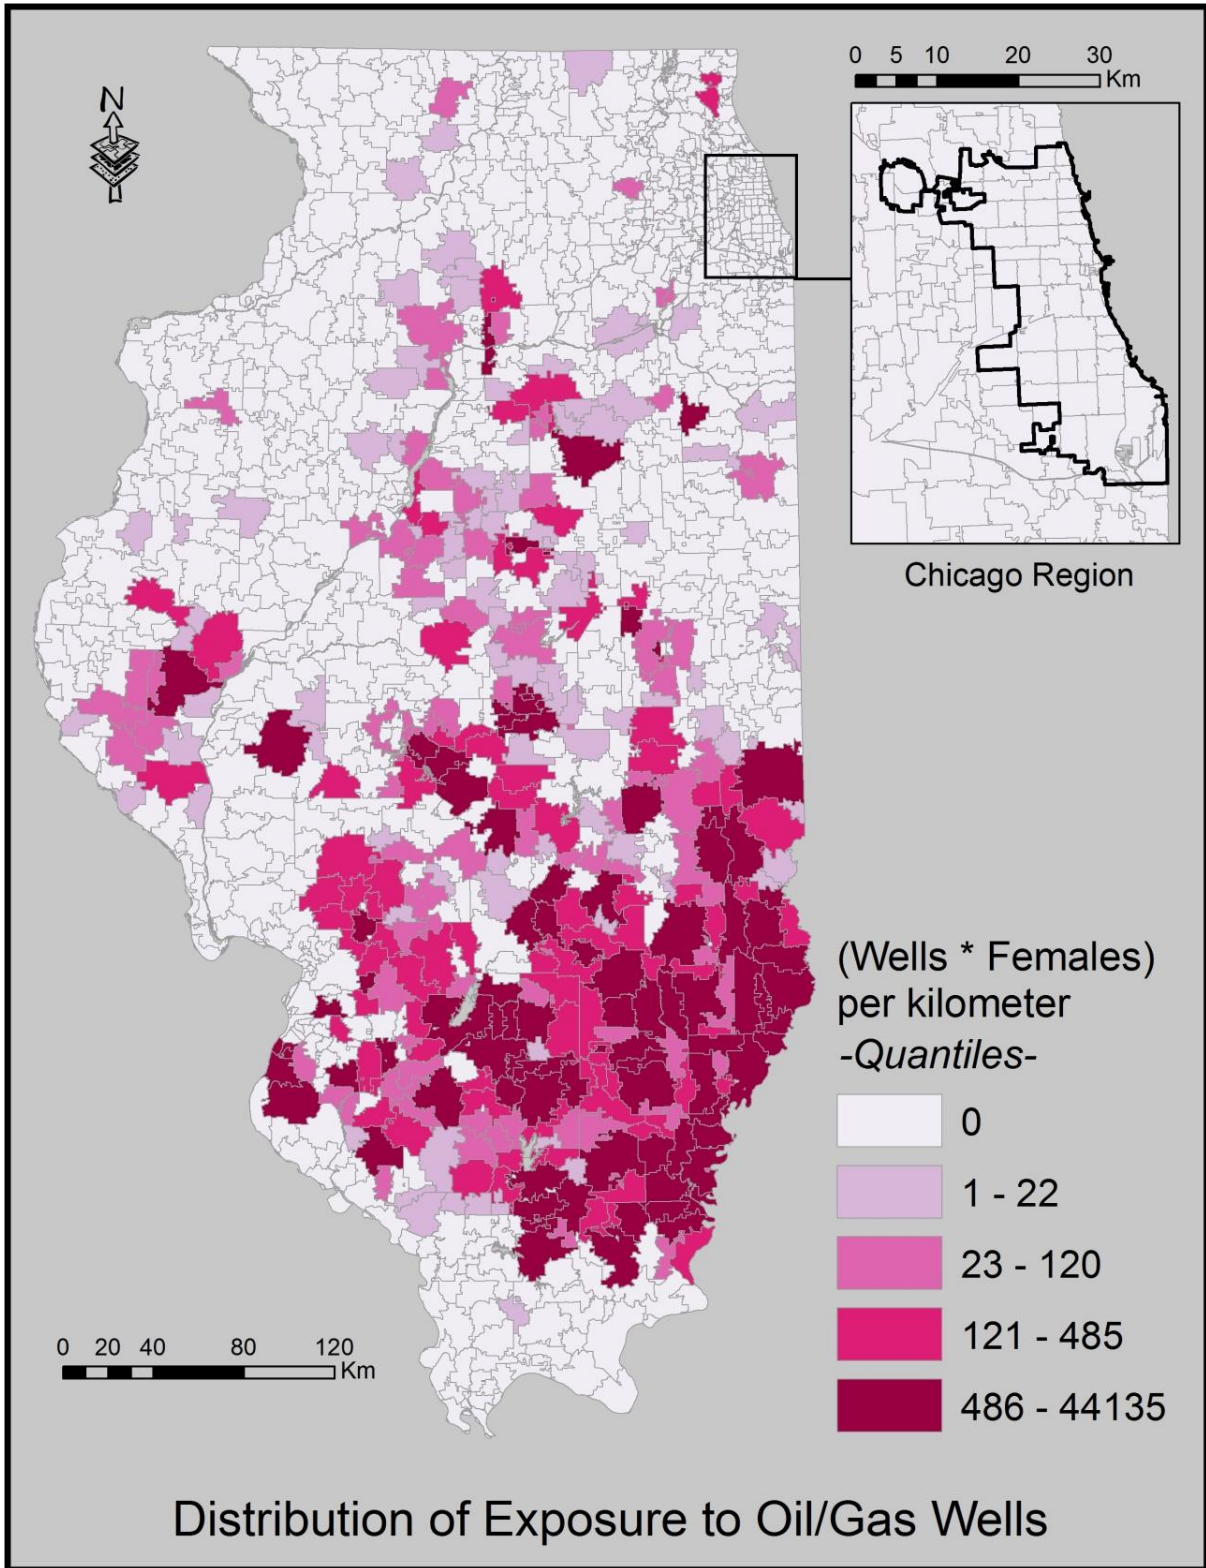 N
0 5 10 20 30
Km
Chicago Region
(Wells * Females)
per kilometer
-Quantiles-
0
1 - 22
23 - 120
121 - 485
486 - 44135
0 20 40 80 120
Km
Distribution of Exposure to Oil/Gas Wells